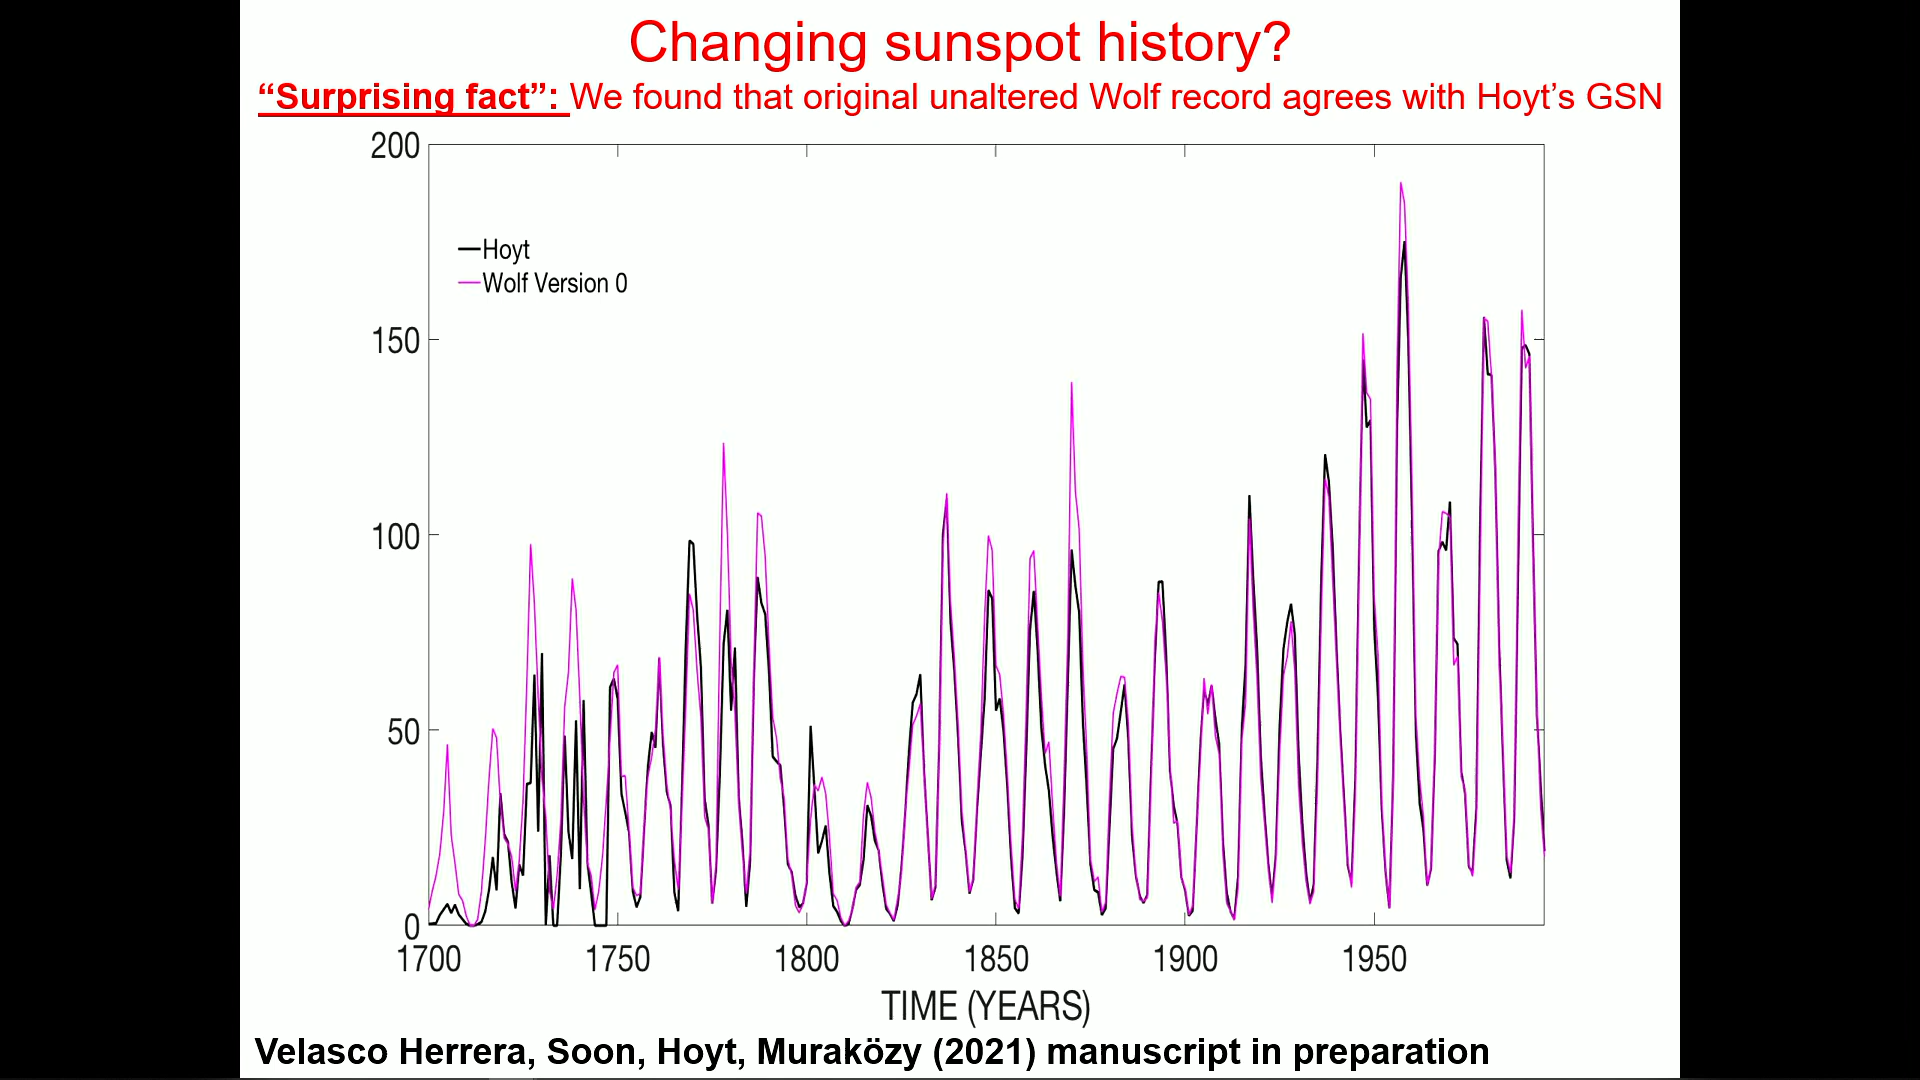 Changing sunspot history?
“Surprising fact”: We found that original unaltered Wolf record agrees with Hoyt’s GSN
200
Hoyt
Wolf Version 0
150
100
50
0
1700 1750 1800 1850 1900 1950
TIME (YEARS)
Velasco Herrera, Soon, Hoyt, Muraközy (2021) manuscript in preparation